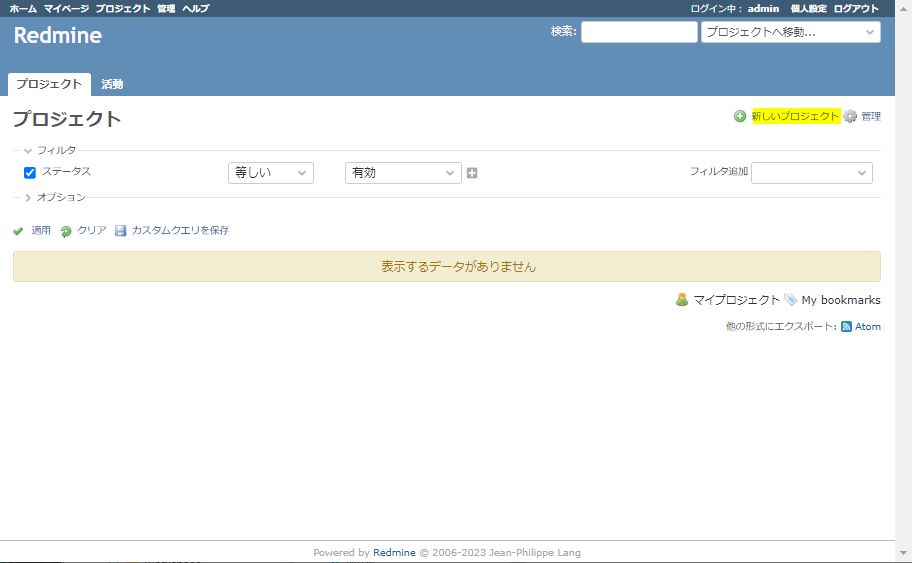 ホーム マイページ プロジェクト 管理 ヘルプ ログイン中： admin 個人設定 ログアウト
Redmine 検索: プロジェクトへ移動...
プロジェクト 活動
プロジェクト 新しいプロジェクト 管理
フィルタ
ステータス 等しい 有効 フィルタ追加
オプション
適用 クリア カスタムクエリを保存
表示するデータがありません
マイプロジェクト My bookmarks
他の形式にエクスポート: Atom
Powered by Redmine © 2006-2023 Jean-Philippe Lang